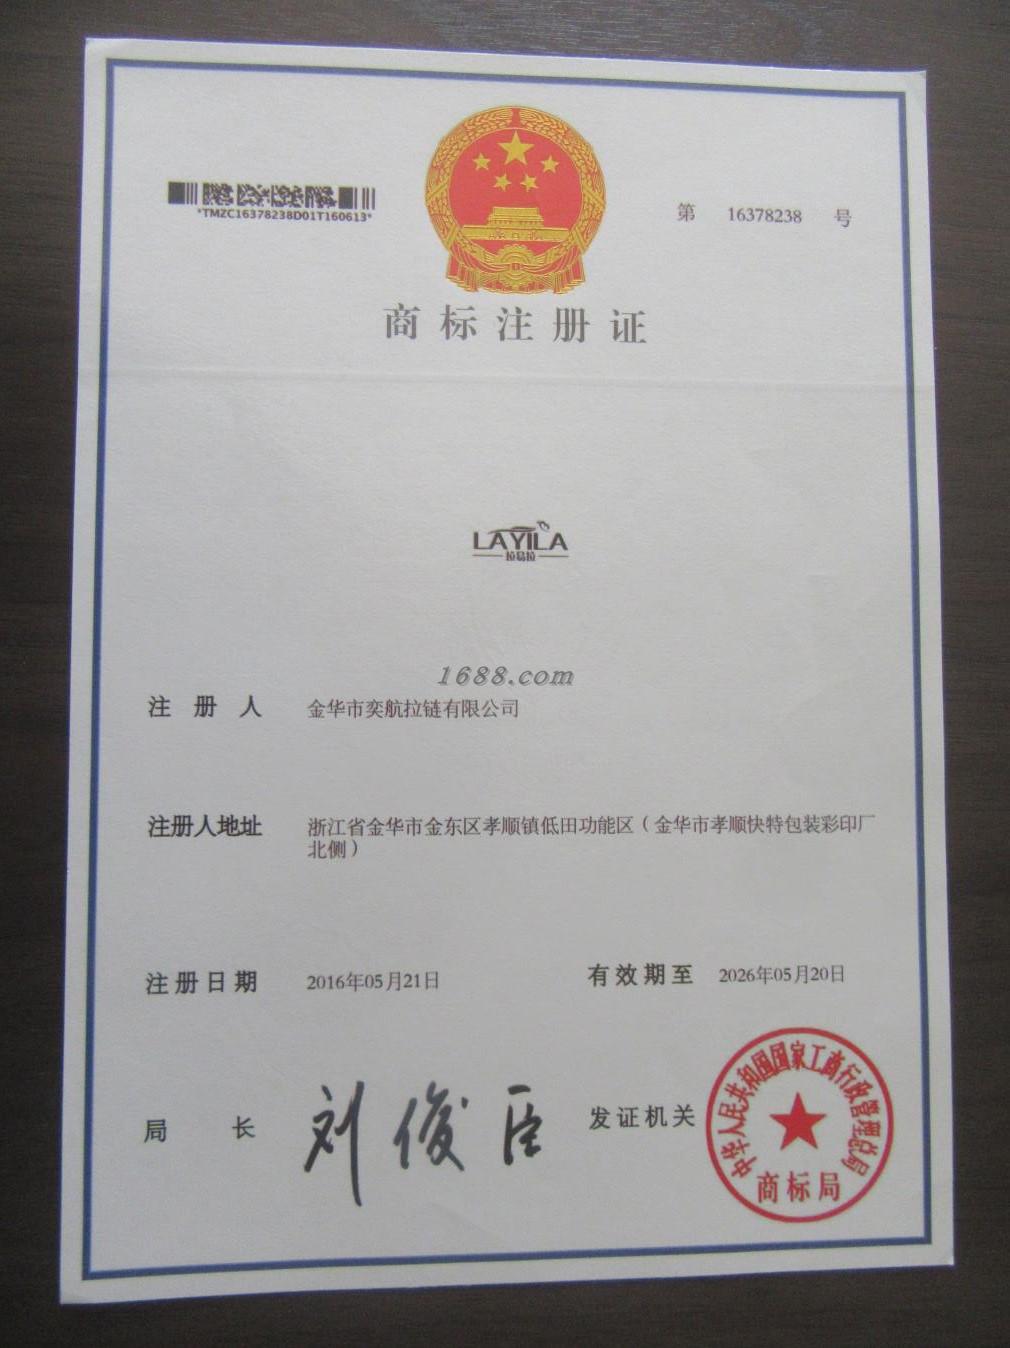 *TMZC16378238D01T160613*
第 16378238 号
商标注册证
LAYILA
拉易拉
1688.com
注册人 金华市奕航拉链有限公司
注册人地址 浙江省金华市金东区孝顺镇低田功能区（金华市孝顺快特包装彩印厂
北侧）
注册日期 2016年05月21日 有效期至 2026年05月20日
局长 刘俊臣 发证机关
中华人民共和国国家工商行政管理总局
商标局